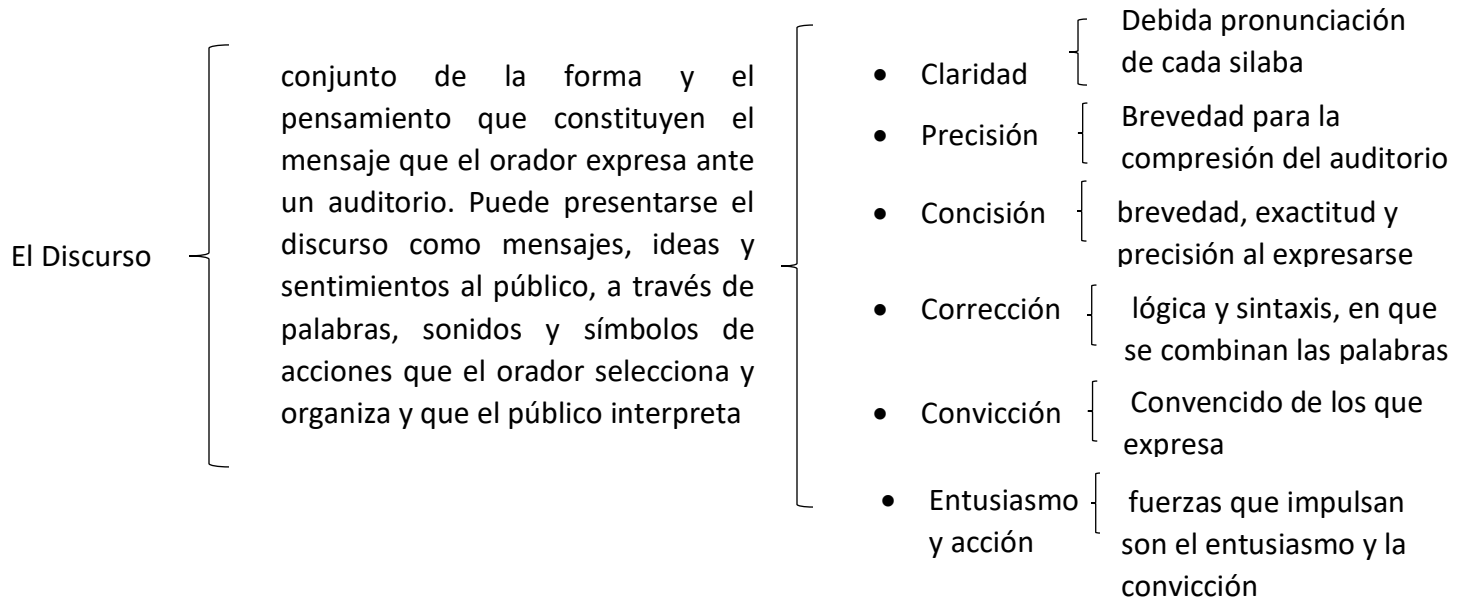 El Discurso
conjunto de la forma y el
pensamiento que constituyen el
mensaje que el orador expresa ante
un auditorio. Puede presentarse el
discurso como mensajes, ideas y
sentimientos al público, a través de
palabras, sonidos y símbolos de
acciones que el orador selecciona y
organiza y que el público interpreta
• Claridad
Debida pronunciación
de cada silaba
• Precisión
Brevedad para la
compresión del auditorio
• Concisión
brevedad, exactitud y
precisión al expresarse
• Corrección
lógica y sintaxis, en que
se combinan las palabras
• Convicción
Convencido de los que
expresa
• Entusiasmo
y acción
fuerzas que impulsan
son el entusiasmo y la
convicción